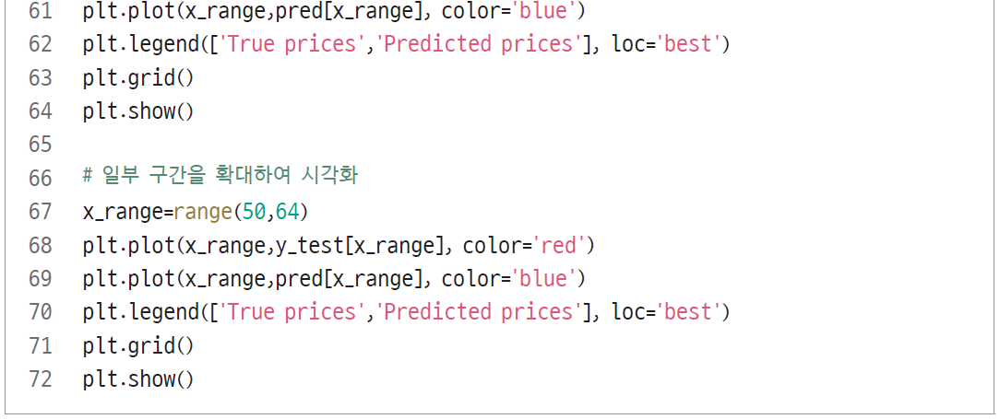 61 plt.plot(x_range,pred[x_range], color='blue')
62 plt.legend(['True prices','Predicted prices'], loc='best')
63 plt.grid()
64 plt.show()
65
66 # 일부 구간을 확대하여 시각화
67 x_range=range(50,64)
68 plt.plot(x_range,y_test[x_range], color='red')
69 plt.plot(x_range,pred[x_range], color='blue')
70 plt.legend(['True prices','Predicted prices'], loc='best')
71 plt.grid()
72 plt.show()